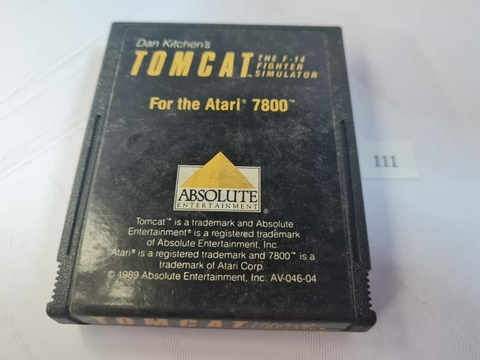 Dan Kitchen's
TOMCAT™ THE F-14
FIGHTER
SIMULATOR
For the Atari® 7800™
111
ABSOLUTE
ENTERTAINMENT®
Tomcat™ is a trademark and Absolute
Entertainment® is a registered trademark
of Absolute Entertainment, Inc.
Atari® is a registered trademark and 7800™ is a
trademark of Atari Corp.
© 1989 Absolute Entertainment, Inc. AV-046-04
TOMCAT